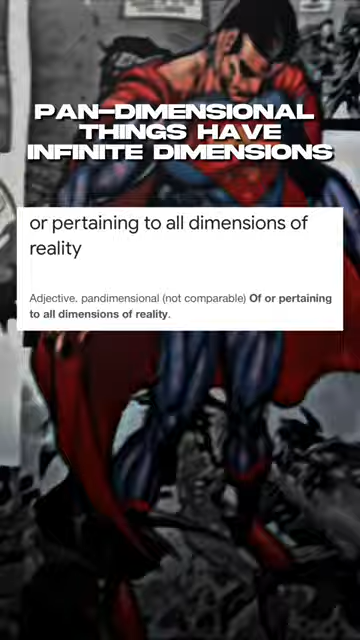 PAN-DIMENSIONAL
THINGS HAVE
INFINITE DIMENSIONS
or pertaining to all dimensions of
reality
Adjective. pandimensional (not comparable) Of or pertaining
to all dimensions of reality.